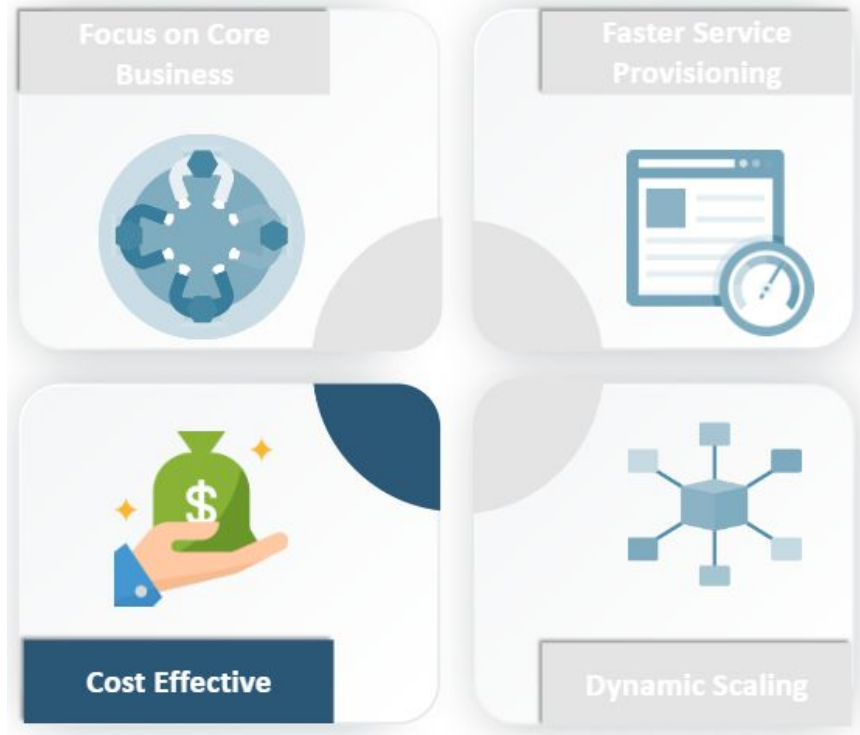 Focus on Core
Business
Faster Service
Provisioning
$
Cost Effective
Dynamic Scaling